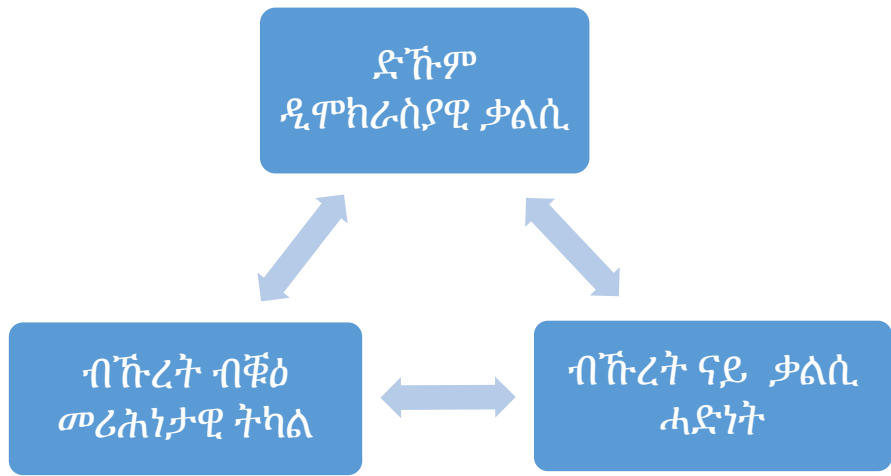 ድኹም
ዲሞክራስያዊ ቃልሲ
ብኹረት ብቑዕ
መሪሕነታዊ ትካል
ብኹረት ናይ ቃልሲ
ሓድነት